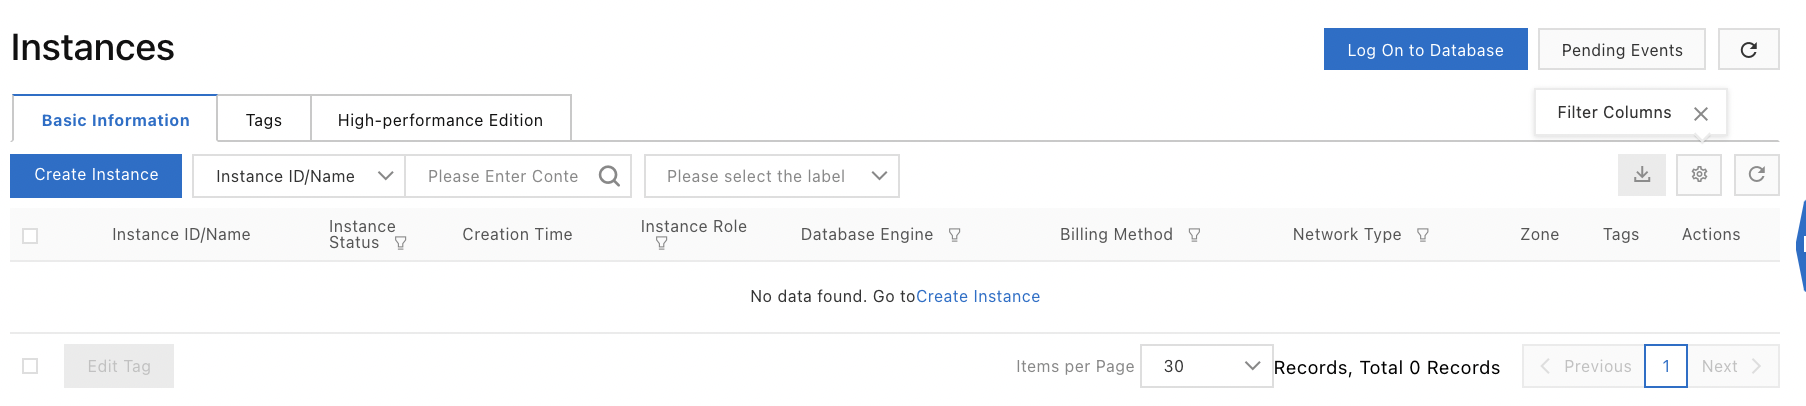 Instances
Log On to Database
Pending Events
Filter Columns
Basic Information
Tags
High-performance Edition
Create Instance
Instance ID/Name
Please Enter Conte
Please select the label
Instance ID/Name
Instance
Status
Creation Time
Instance Role
Database Engine
Billing Method
Network Type
Zone
Tags
Actions
No data found. Go toCreate Instance
Edit Tag
Items per Page
30
Records, Total 0 Records
Previous
1
Next